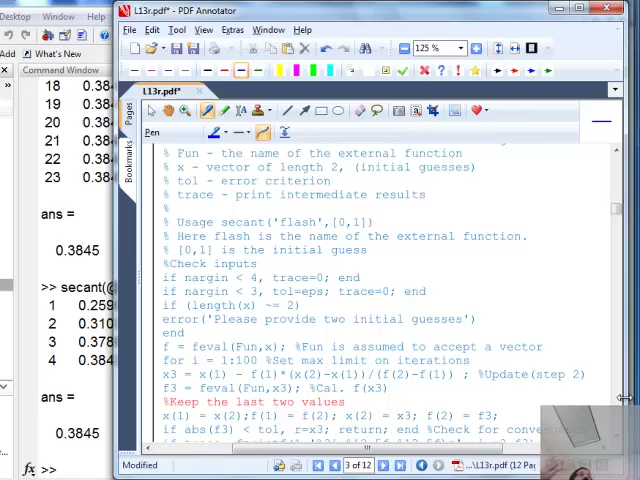 Window
Help
Add
What's New
Command Window
18 0.384
19 0.384
20 0.384
21 0.384
22 0.384
23 0.384
ans =
0.3845
>> secant(@
1 0.259
2 0.310
3 0.378
4 0.384
ans =
0.3845
fx >>
L13r.pdf* - PDF Annotator
File Edit Tool View Extras Window Help
125 %
L13r.pdf*
Pages
Bookmarks
Pen
% Fun - the name of the external function
% x - vector of length 2, (initial guesses)
% tol - error criterion
% trace - print intermediate results
%
% Usage secant('flash',[0,1])
% Here flash is the name of the external function.
% [0,1] is the initial guess
%Check inputs
if nargin < 4, trace=0; end
if nargin < 3, tol=eps; trace=0; end
if (length(x) ~= 2)
error('Please provide two initial guesses')
end
f = feval(Fun,x); %Fun is assumed to accept a vector
for i = 1:100 %Set max limit on iterations
x3 = x(1) - f(1)*(x(2)-x(1))/(f(2)-f(1)) ; %Update(step 2)
f3 = feval(Fun,x3); %Cal. f(x3)
%Keep the last two values
x(1) = x(2);f(1) = f(2); x(2) = x3; f(2) = f3;
if abs(f3) < tol, r=x3; return; end %Check for converge
Modified
3 of 12
L13r.pdf (12 Pag